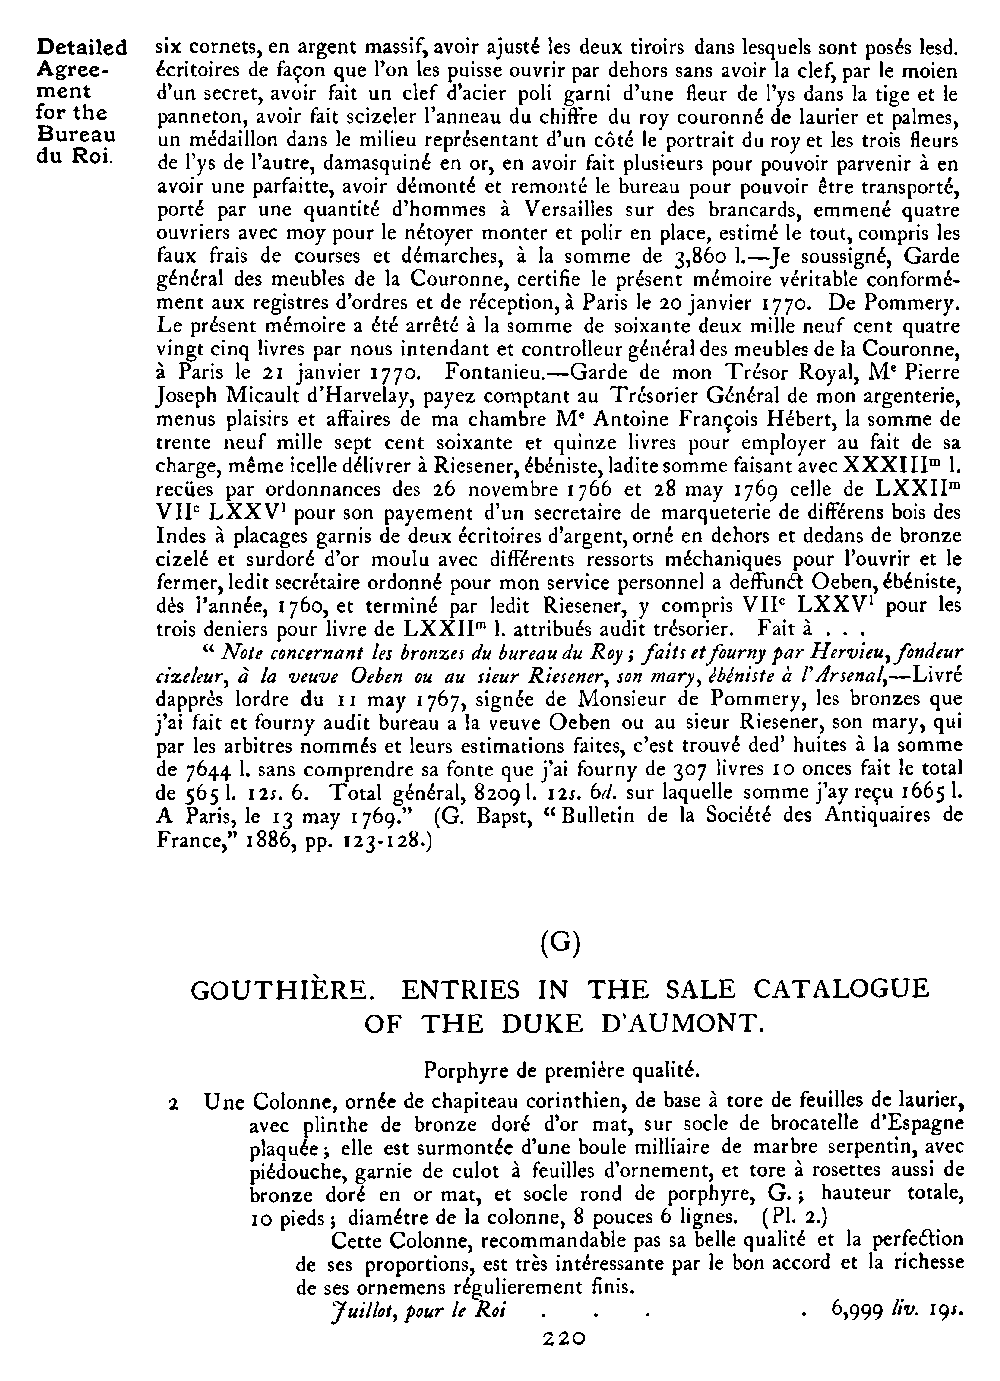 Detailed
Agree-
ment
for the
Bureau
du Roi.
six cornets, en argent massif, avoir ajusté les deux tiroirs dans lesquels sont posés lesd.
écritoires de façon que l'on les puisse ouvrir par dehors sans avoir la clef, par le moien
d'un secret, avoir fait un clef d'acier poli garni d'une fleur de l'ys dans la tige et le
panneton, avoir fait scizeler l'anneau du chiffre du roy couronné de laurier et palmes,
un médaillon dans le milieu représentant d'un côté le portrait du roy et les trois fleurs
de l'ys de l'autre, damasquiné en or, en avoir fait plusieurs pour pouvoir parvenir à en
avoir une parfaitte, avoir démonté et remonté le bureau pour pouvoir être transporté,
porté par une quantité d'hommes à Versailles sur des brancards, emmené quatre
ouvriers avec moy pour le nétoyer monter et polir en place, estimé le tout, compris les
faux frais de courses et démarches, à la somme de 3,860 l.—Je soussigné, Garde
général des meubles de la Couronne, certifie le présent mémoire véritable conformé-
ment aux registres d'ordres et de réception, à Paris le 20 janvier 1770. De Pommery.
Le présent mémoire a été arrêté à la somme de soixante deux mille neuf cent quatre
vingt cinq livres par nous intendant et controlleur général des meubles de la Couronne,
à Paris le 21 janvier 1770. Fontanieu.—Garde de mon Trésor Royal, Mᵉ Pierre
Joseph Micault d'Harvelay, payez comptant au Trésorier Général de mon argenterie,
menus plaisirs et affaires de ma chambre Mᵉ Antoine François Hébert, la somme de
trente neuf mille sept cent soixante et quinze livres pour employer au fait de sa
charge, même icelle délivrer à Riesener, ébéniste, ladite somme faisant avec XXXIIIᵐ l.
recües par ordonnances des 26 novembre 1766 et 28 may 1769 celle de LXXIIᵐ
VIIᶜ LXXVˡ pour son payement d'un secretaire de marqueterie de différens bois des
Indes à placages garnis de deux écritoires d'argent, orné en dehors et dedans de bronze
cizelé et surdoré d'or moulu avec différents ressorts méchaniques pour l'ouvrir et le
fermer, ledit secrétaire ordonné pour mon service personnel a deffunct Oeben, ébéniste,
dès l'année, 1760, et terminé par ledit Riesener, y compris VIIᶜ LXXVˡ pour les
trois deniers pour livre de LXXIIᵐ l. attribués audit trésorier. Fait à . . .
“ Note concernant les bronzes du bureau du Roy ; faits et fourny par Hervieu, fondeur
cizeleur, à la veuve Oeben ou au sieur Riesener, son mary, ébéniste à l'Arsenal,—Livré
dapprès lordre du 11 may 1767, signée de Monsieur de Pommery, les bronzes que
j'ai fait et fourny audit bureau a la veuve Oeben ou au sieur Riesener, son mary, qui
par les arbitres nommés et leurs estimations faites, c'est trouvé ded' huites à la somme
de 7644 l. sans comprendre sa fonte que j'ai fourny de 307 livres 10 onces fait le total
de 565 l. 12s. 6. Total général, 8209 l. 12s. 6d. sur laquelle somme j'ay reçu 1665 l.
A Paris, le 13 may 1769.” (G. Bapst, “ Bulletin de la Société des Antiquaires de
France,” 1886, pp. 123-128.)
(G)
GOUTHIÈRE. ENTRIES IN THE SALE CATALOGUE
OF THE DUKE D'AUMONT.
Porphyre de première qualité.
2 Une Colonne, ornée de chapiteau corinthien, de base à tore de feuilles de laurier,
avec plinthe de bronze doré d'or mat, sur socle de brocatelle d'Espagne
plaquée ; elle est surmontée d'une boule milliaire de marbre serpentin, avec
piédouche, garnie de culot à feuilles d'ornement, et tore à rosettes aussi de
bronze doré en or mat, et socle rond de porphyre, G. ; hauteur totale,
10 pieds ; diamétre de la colonne, 8 pouces 6 lignes. (Pl. 2.)
Cette Colonne, recommandable pas sa belle qualité et la perfection
de ses proportions, est très intéressante par le bon accord et la richesse
de ses ornemens régulierement finis.
Juillot, pour le Roi . . . . 6,999 liv. 19s.
220